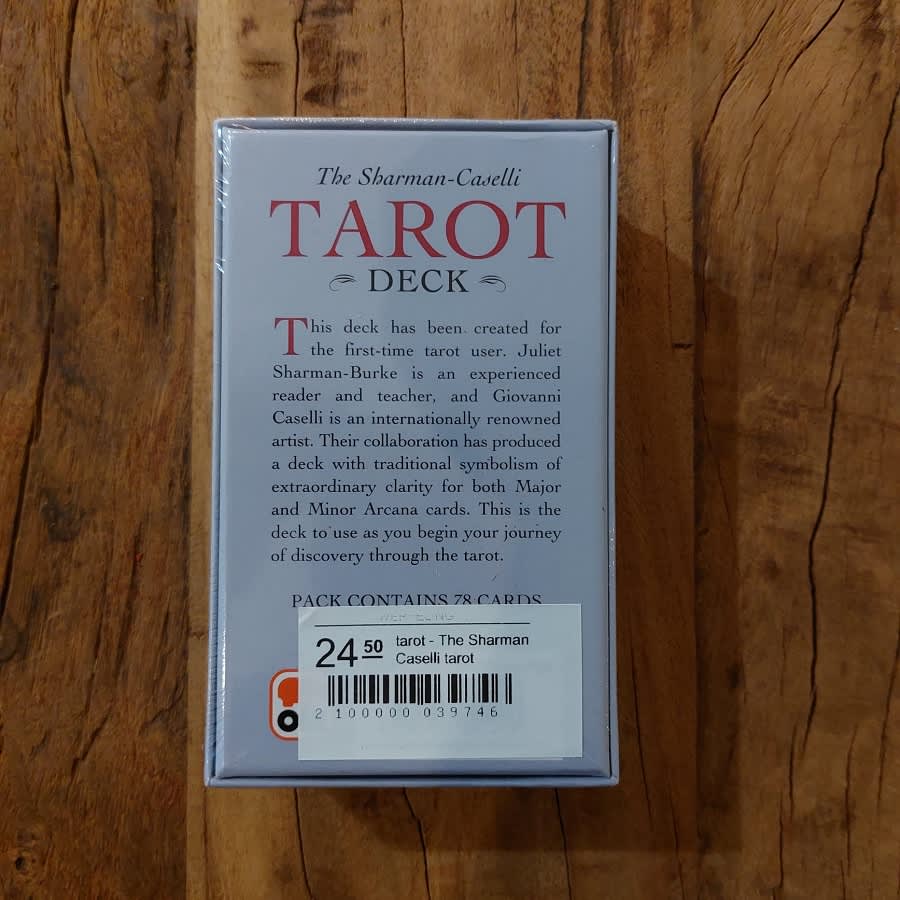 The Sharman-Caselli
TAROT
DECK
This deck has been created for
the first-time tarot user. Juliet
Sharman-Burke is an experienced
reader and teacher, and Giovanni
Caselli is an internationally renowned
artist. Their collaboration has produced
a deck with traditional symbolism of
extraordinary clarity for both Major
and Minor Arcana cards. This is the
deck to use as you begin your journey
of discovery through the tarot.
PACK CONTAINS 78 CARDS
24 50 tarot - The Sharman
Caselli tarot
2 100000 039746